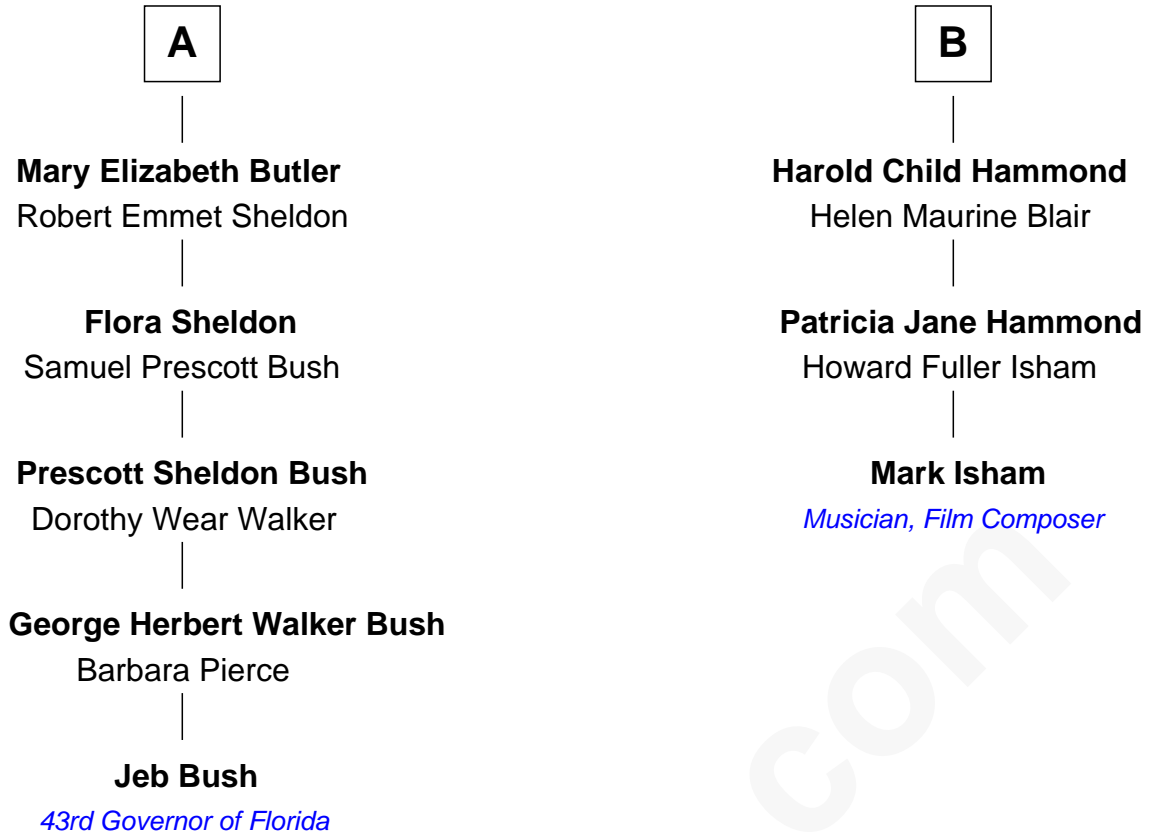 A
Mary Elizabeth Butler
Robert Emmet Sheldon
Flora Sheldon
Samuel Prescott Bush
Prescott Sheldon Bush
Dorothy Wear Walker
George Herbert Walker Bush
Barbara Pierce
Jeb Bush
43rd Governor of Florida
B
Harold Child Hammond
Helen Maurine Blair
Patricia Jane Hammond
Howard Fuller Isham
Mark Isham
Musician, Film Composer
com